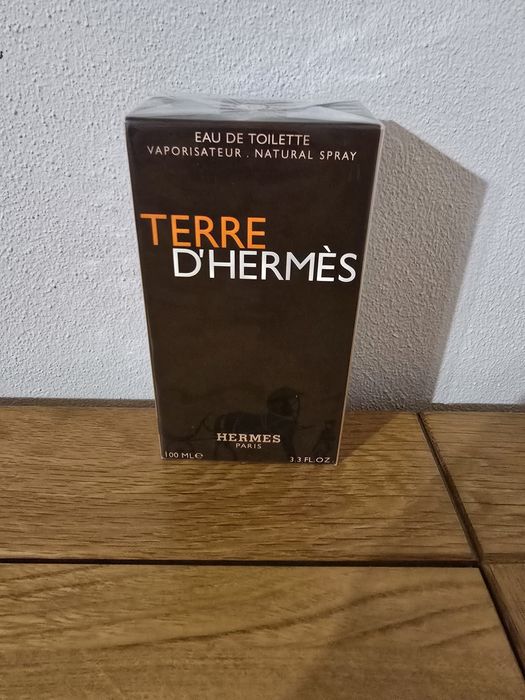 EAU DE TOILETTE
VAPORISATEUR . NATURAL SPRAY
TERRE
D'HERMÈS
HERMES
PARIS
100 ML℮ 3.3 FL.OZ.